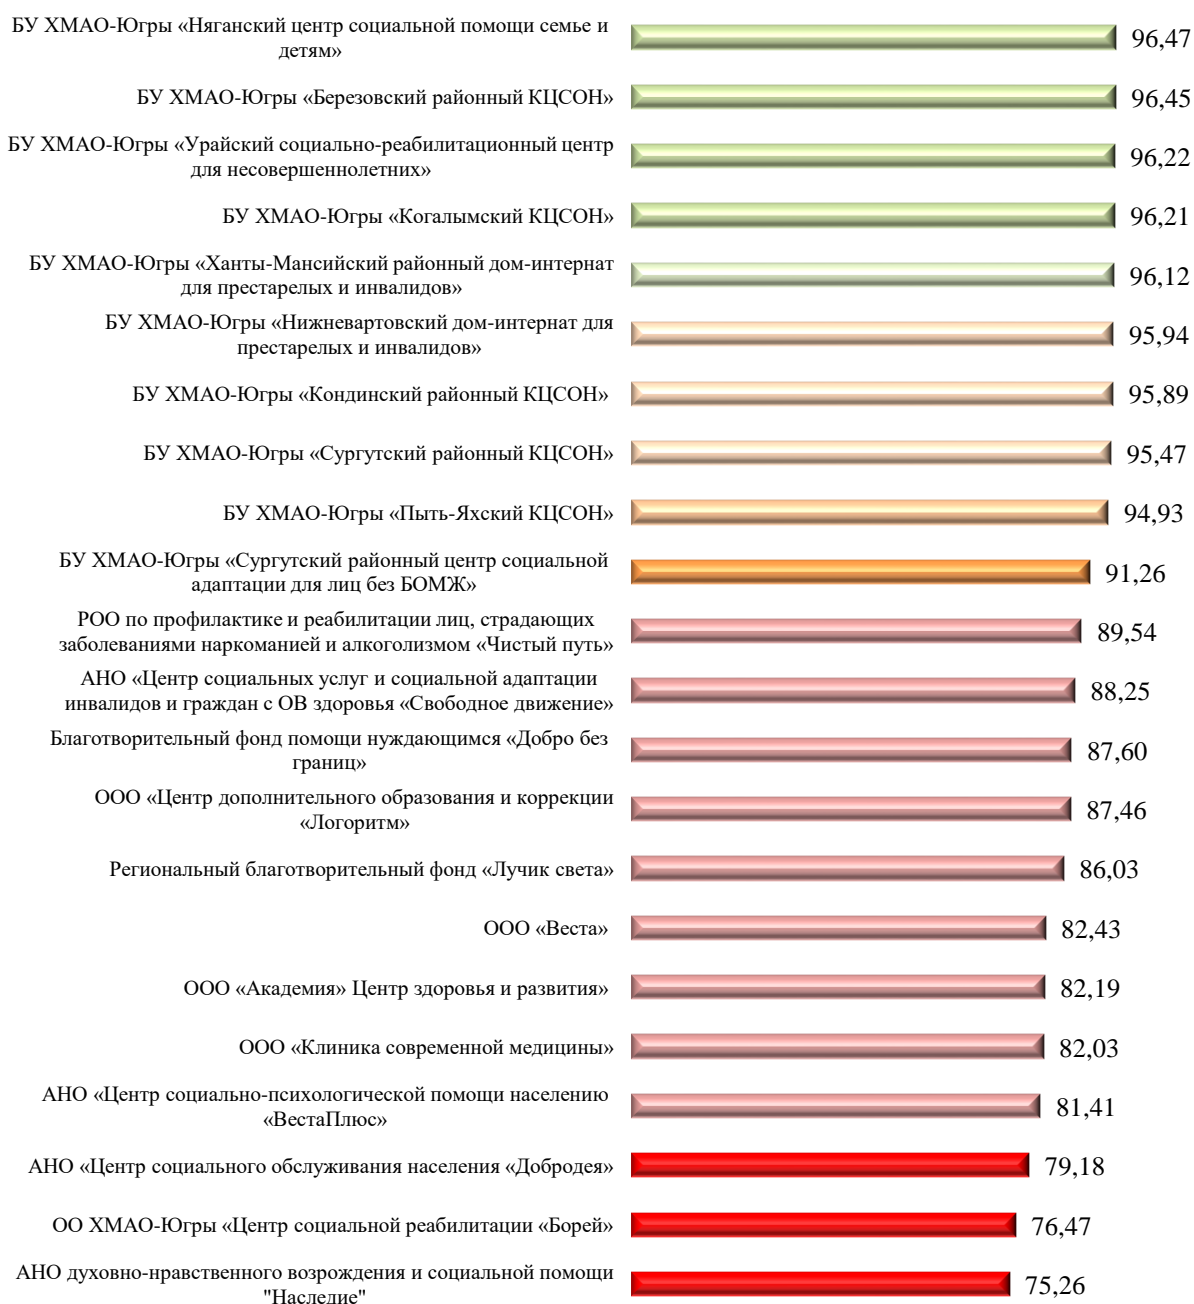 БУ ХМАО-Югры «Няганский центр социальной помощи семье и
детям»
96,47
БУ ХМАО-Югры «Березовский районный КЦСОН»
96,45
БУ ХМАО-Югры «Урайский социально-реабилитационный центр
для несовершеннолетних»
96,22
БУ ХМАО-Югры «Когалымский КЦСОН»
96,21
БУ ХМАО-Югры «Ханты-Мансийский районный дом-интернат
для престарелых и инвалидов»
96,12
БУ ХМАО-Югры «Нижневартовский дом-интернат для
престарелых и инвалидов»
95,94
БУ ХМАО-Югры «Кондинский районный КЦСОН»
95,89
БУ ХМАО-Югры «Сургутский районный КЦСОН»
95,47
БУ ХМАО-Югры «Пыть-Яхский КЦСОН»
94,93
БУ ХМАО-Югры «Сургутский районный центр социальной
адаптации для лиц без БОМЖ»
91,26
РОО по профилактике и реабилитации лиц, страдающих
заболеваниями наркоманией и алкоголизмом «Чистый путь»
89,54
АНО «Центр социальных услуг и социальной адаптации
инвалидов и граждан с ОВ здоровья «Свободное движение»
88,25
Благотворительный фонд помощи нуждающимся «Добро без
границ»
87,60
ООО «Центр дополнительного образования и коррекции
«Логоритм»
87,46
Региональный благотворительный фонд «Лучик света»
86,03
ООО «Веста»
82,43
ООО «Академия» Центр здоровья и развития»
82,19
ООО «Клиника современной медицины»
82,03
АНО «Центр социально-психологической помощи населению
«ВестаПлюс»
81,41
АНО «Центр социального обслуживания населения «Добродея»
79,18
ОО ХМАО-Югры «Центр социальной реабилитации «Борей»
76,47
АНО духовно-нравственного возрождения и социальной помощи
"Наследие"
75,26